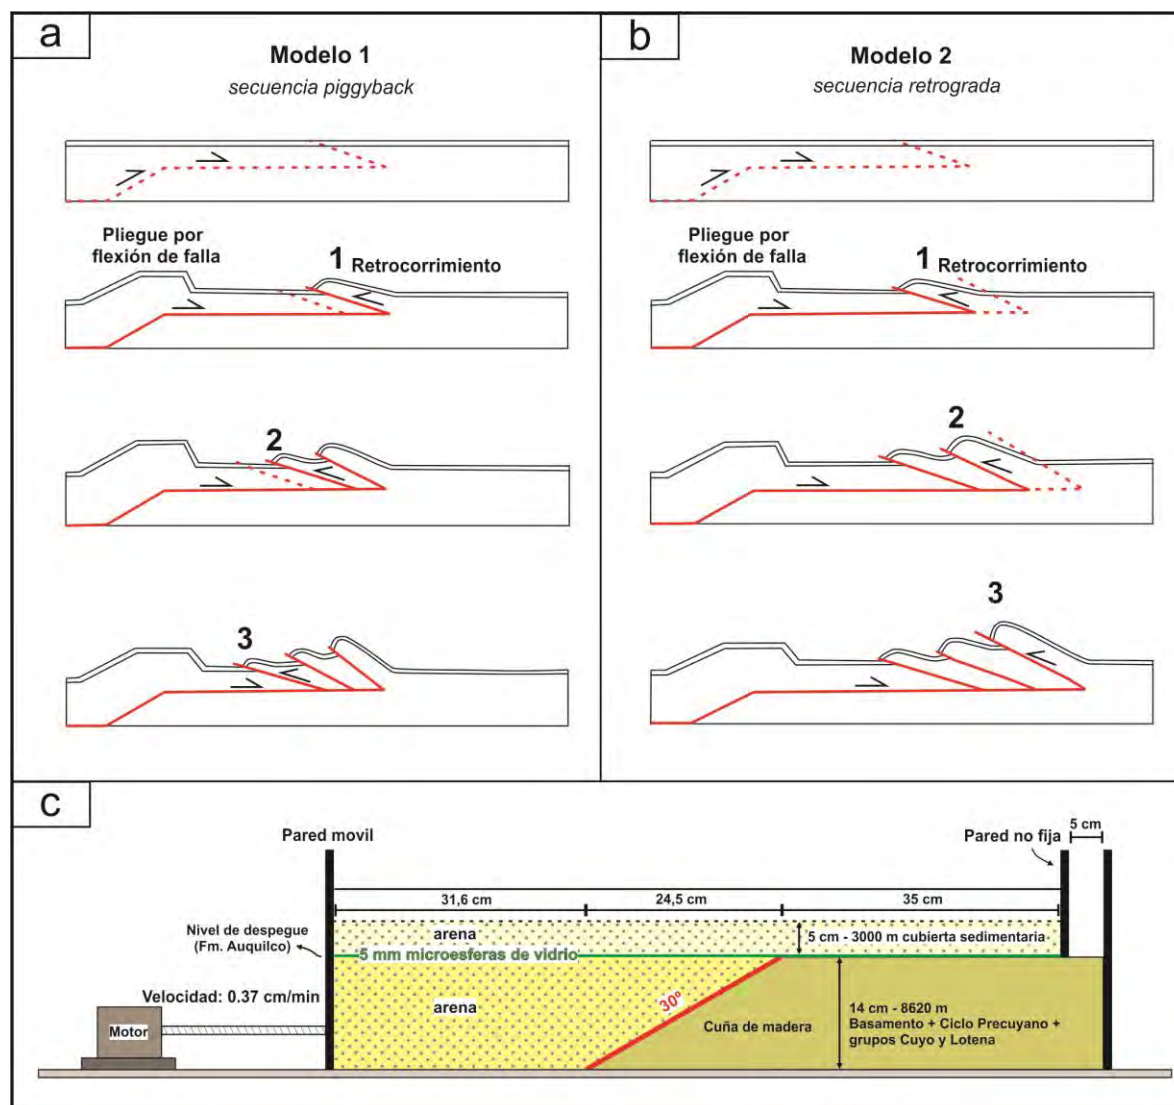 a
Modelo 1
secuencia piggyback
Pliegue por
flexión de falla
1 Retrocorrimiento
2
3
b
Modelo 2
secuencia retrograda
Pliegue por
flexión de falla
1 Retrocorrimiento
2
3
c
Pared movil
Pared no fija
5 cm
31,6 cm
24,5 cm
35 cm
Nivel de despegue
(Fm. Auquilco)
arena
5 cm - 3000 m cubierta sedimentaria
5 mm microesferas de vidrio
Velocidad: 0.37 cm/min
arena
30º
Motor
Cuña de madera
14 cm - 8620 m
Basamento + Ciclo Precuyano +
grupos Cuyo y Lotena